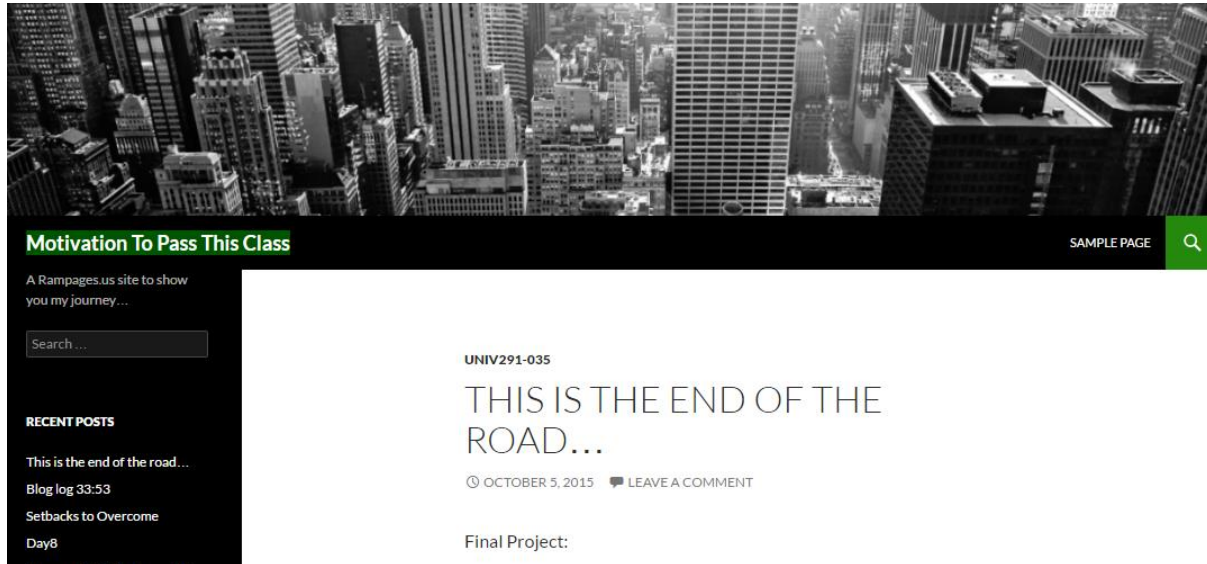 Motivation To Pass This Class
SAMPLE PAGE
A Rampages.us site to show
you my journey...
Search ...
RECENT POSTS
This is the end of the road...
Blog log 33:53
Setbacks to Overcome
Day8
UNIV291-035
THIS IS THE END OF THE
ROAD...
OCTOBER 5, 2015 LEAVE A COMMENT
Final Project: